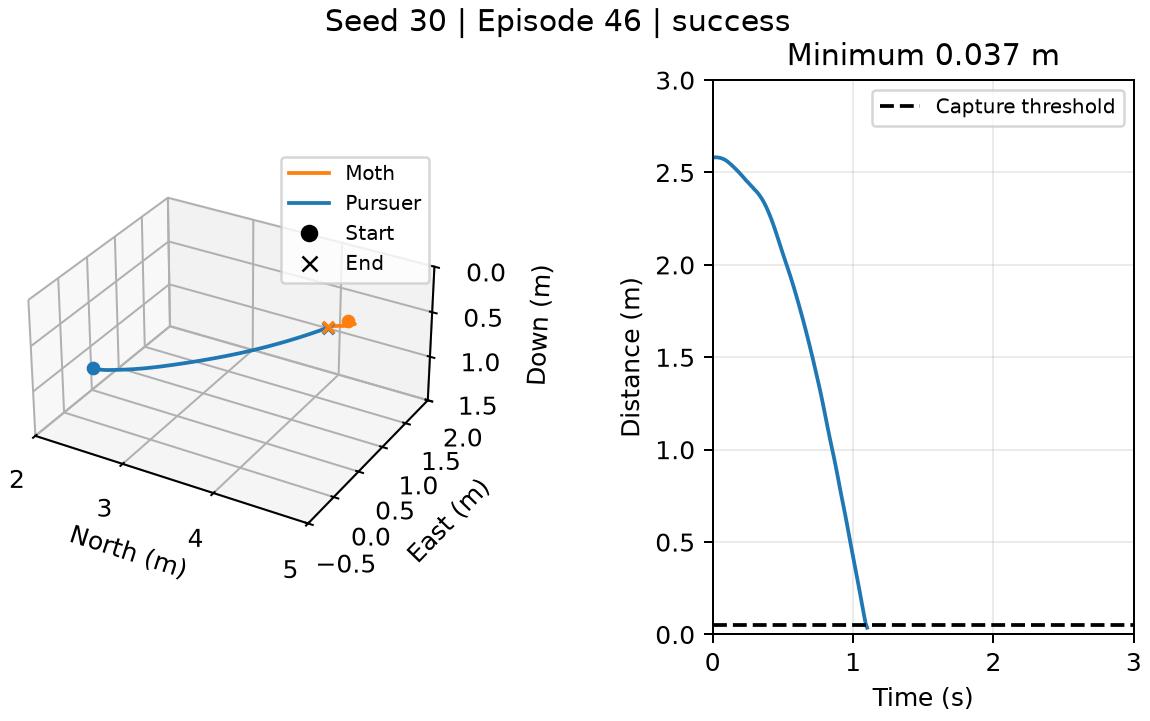 Seed 30 | Episode 46 | success
Moth
Pursuer
Start
End
0.0
0.5
1.0
1.5
Down (m)
2.0
1.5
1.0
0.5
0.0
−0.5
East (m)
2
3
4
5
North (m)
Minimum 0.037 m
Capture threshold
3.0
2.5
2.0
1.5
1.0
0.5
0.0
Distance (m)
0
1
2
3
Time (s)